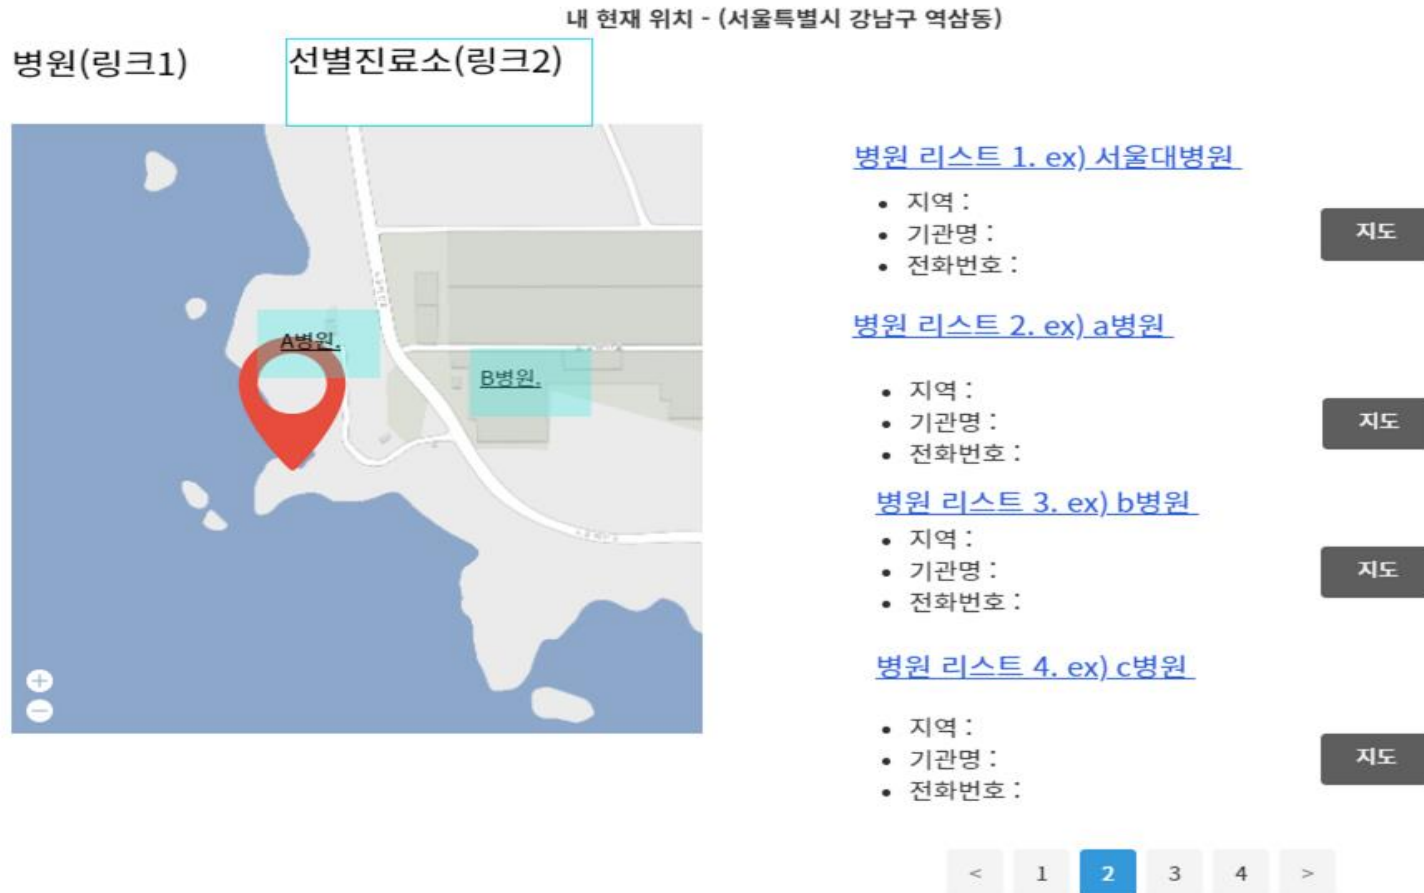 내 현재 위치 - (서울특별시 강남구 역삼동)
병원(링크1)
선별진료소(링크2)
A병원.
B병원.
병원 리스트 1. ex) 서울대병원
• 지역 :
• 기관명 :
• 전화번호 :
지도
병원 리스트 2. ex) a병원
• 지역 :
• 기관명 :
• 전화번호 :
지도
병원 리스트 3. ex) b병원
• 지역 :
• 기관명 :
• 전화번호 :
지도
병원 리스트 4. ex) c병원
• 지역 :
• 기관명 :
• 전화번호 :
지도
< 1 2 3 4 >